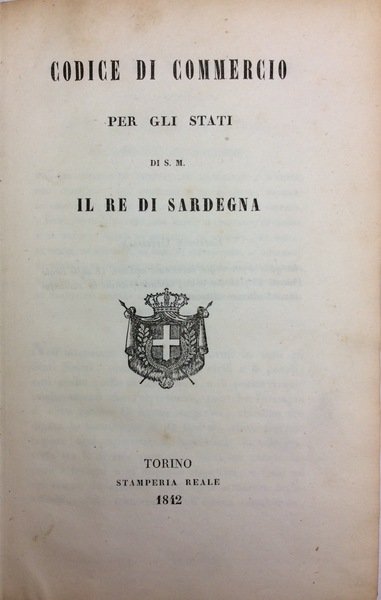 CODICE DI COMMERCIO
PER GLI STATI
DI S. M.
IL RE DI SARDEGNA
TORINO
STAMPERIA REALE
1842